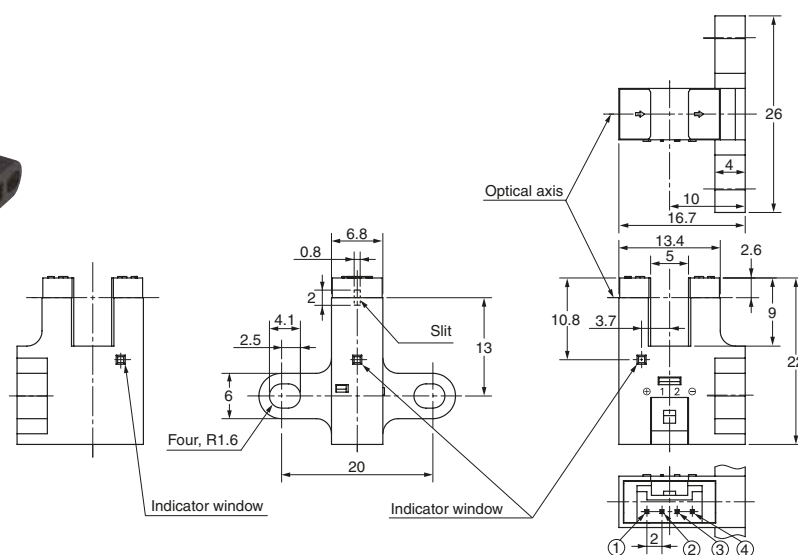 26
4
10
16.7
Optical axis
13.4
5
2.6
6.8
0.8
2
Slit
4.1
2.5
13
10.8
3.7
9
22
6
⊕ 1 2 ⊖
Four, R1.6
20
Indicator window
Indicator window
2
① ② ③ ④